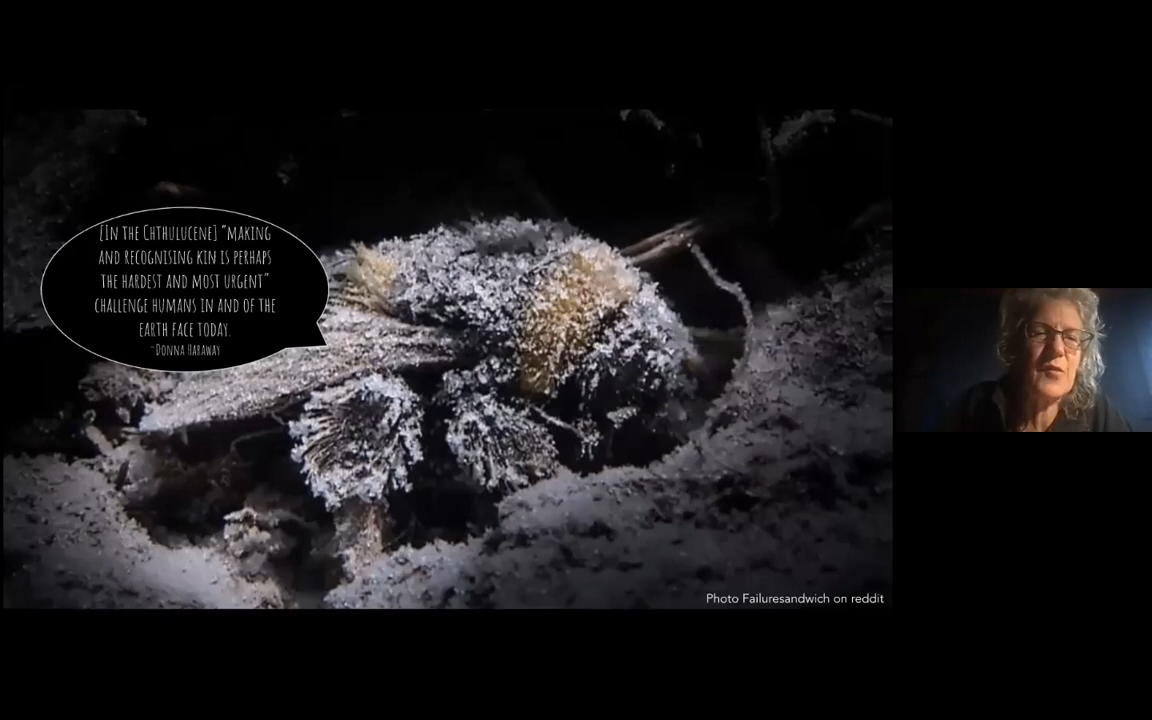 [In the Chthulucene] "making
and recognising kin is perhaps
the hardest and most urgent"
challenge humans in and of the
earth face today.
~Donna Haraway
Photo Failuresandwich on reddit